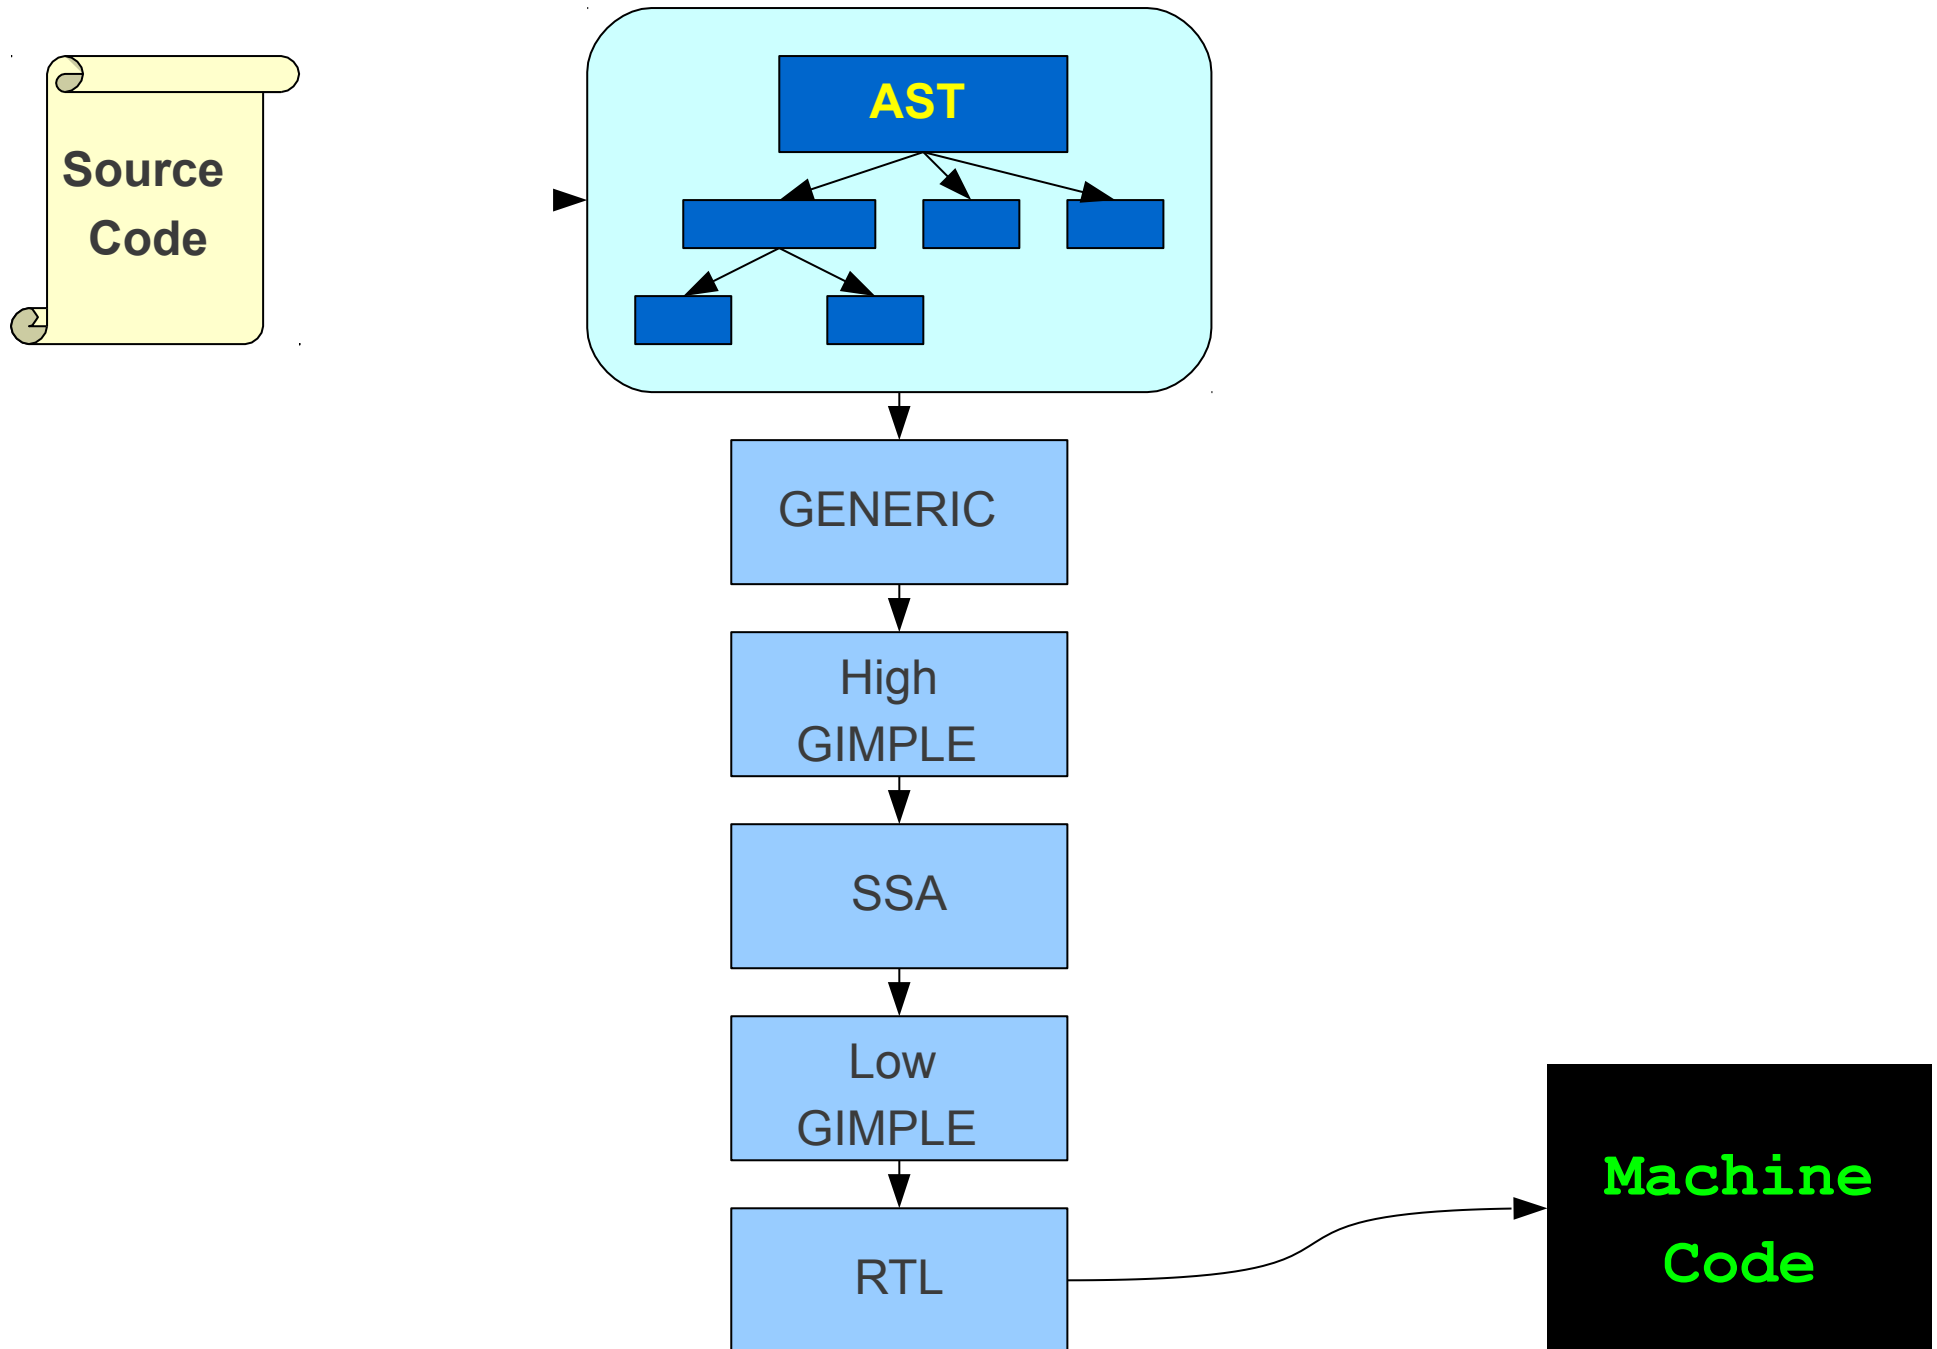 Source
Code
AST
GENERIC
High
GIMPLE
SSA
Low
GIMPLE
RTL
Machine
Code